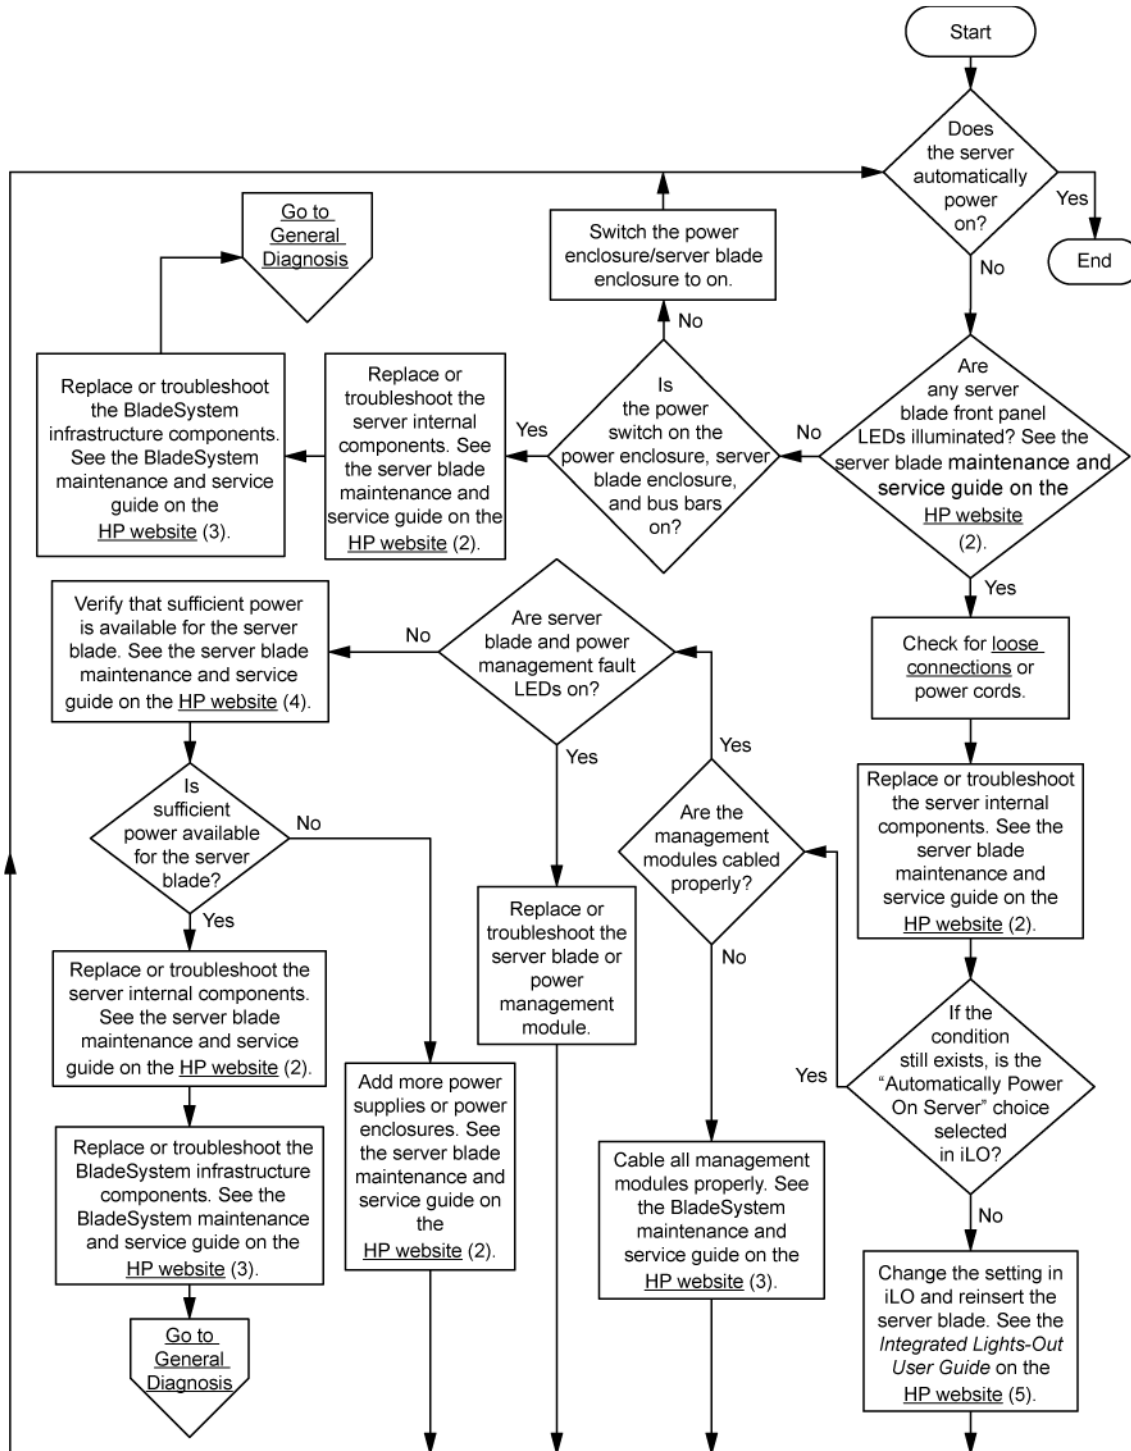 Start
Does
the server
automatically
power
on?
Yes
End
No
Are
any server
blade front panel
LEDs illuminated? See the
server blade maintenance and
service guide on the
HP website
(2).
No
Yes
Is
the power
switch on the
power enclosure, server
blade enclosure,
and bus bars
on?
No
Switch the power
enclosure/server blade
enclosure to on.
Yes
Replace or
troubleshoot the
server internal
components. See
the server blade
maintenance and
service guide on the
HP website (2).
Replace or troubleshoot
the BladeSystem
infrastructure components.
See the BladeSystem
maintenance and service
guide on the
HP website (3).
Go to
General
Diagnosis
Check for loose
connections or
power cords.
Replace or troubleshoot
the server internal
components. See the
server blade
maintenance and
service guide on the
HP website (2).
If the
condition
still exists, is the
“Automatically Power
On Server” choice
selected
in iLO?
Yes
No
Change the setting in
iLO and reinsert the
server blade. See the
Integrated Lights-Out
User Guide on the
HP website (5).
Are the
management
modules cabled
properly?
Yes
No
Cable all management
modules properly. See
the BladeSystem
maintenance and
service guide on the
HP website (3).
Are server
blade and power
management fault
LEDs on?
No
Yes
Replace or
troubleshoot the
server blade or
power
management
module.
Verify that sufficient power
is available for the server
blade. See the server blade
maintenance and service
guide on the HP website (4).
Is
sufficient
power available
for the server
blade?
No
Yes
Add more power
supplies or power
enclosures. See
the server blade
maintenance and
service guide on
the
HP website (2).
Replace or troubleshoot the
server internal components.
See the server blade
maintenance and service
guide on the HP website (2).
Replace or troubleshoot the
BladeSystem infrastructure
components. See the
BladeSystem maintenance
and service guide on the
HP website (3).
Go to
General
Diagnosis